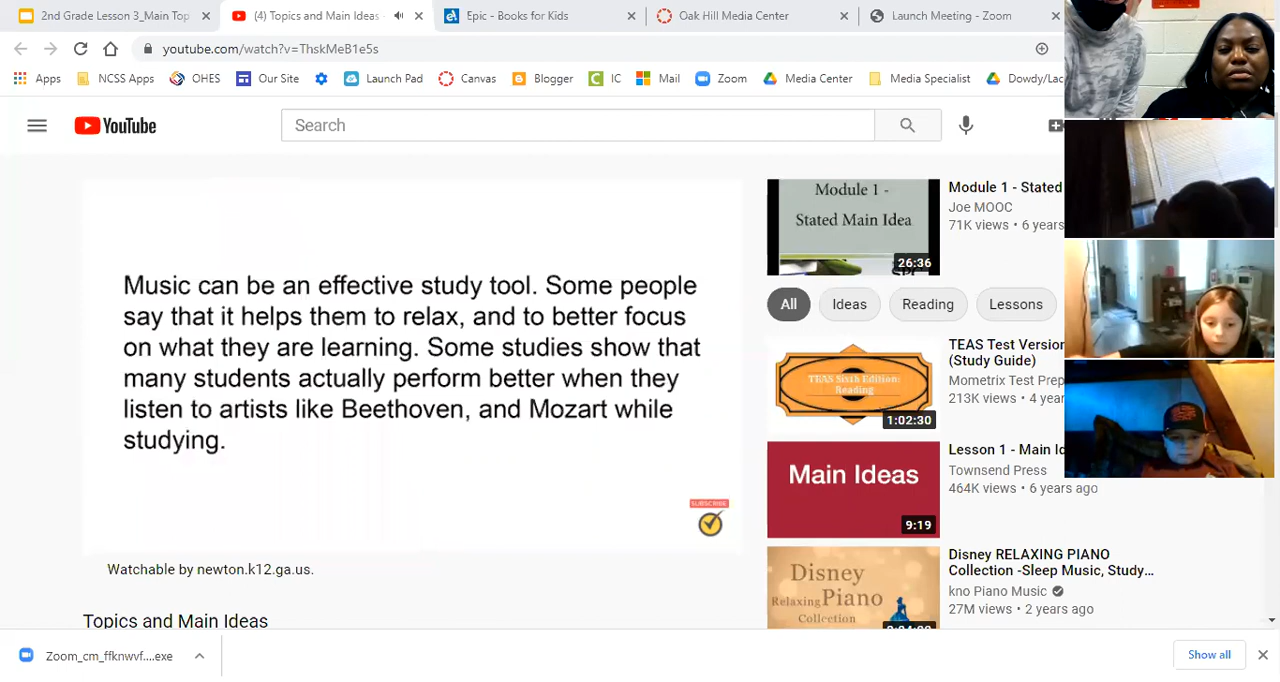 2nd Grade Lesson 3_Main Top
(4) Topics and Main Ideas -
Epic - Books for Kids
Oak Hill Media Center
Launch Meeting - Zoom
youtube.com/watch?v=ThskMeB1e5s
Apps
NCSS Apps
OHES
Our Site
Launch Pad
Canvas
Blogger
IC
Mail
Zoom
Media Center
Media Specialist
Dowdy/Lac
YouTube
Search
Music can be an effective study tool. Some people
say that it helps them to relax, and to better focus
on what they are learning. Some studies show that
many students actually perform better when they
listen to artists like Beethoven, and Mozart while
studying.
SUBSCRIBE
Watchable by newton.k12.ga.us.
Topics and Main Ideas
Module 1 -
Stated Main Idea
26:36
Module 1 - Stated
Joe MOOC
71K views • 6 years
All
Ideas
Reading
Lessons
TEAS Sixth Edition:
Reading
1:02:30
TEAS Test Version
(Study Guide)
Mometrix Test Prep
213K views • 4 year
Main Ideas
9:19
Lesson 1 - Main Id
Townsend Press
464K views • 6 years ago
Disney
Relaxing Piano
Collection
Disney RELAXING PIANO
Collection -Sleep Music, Study...
kno Piano Music
27M views • 2 years ago
Zoom_cm_ffknwvf....exe
Show all